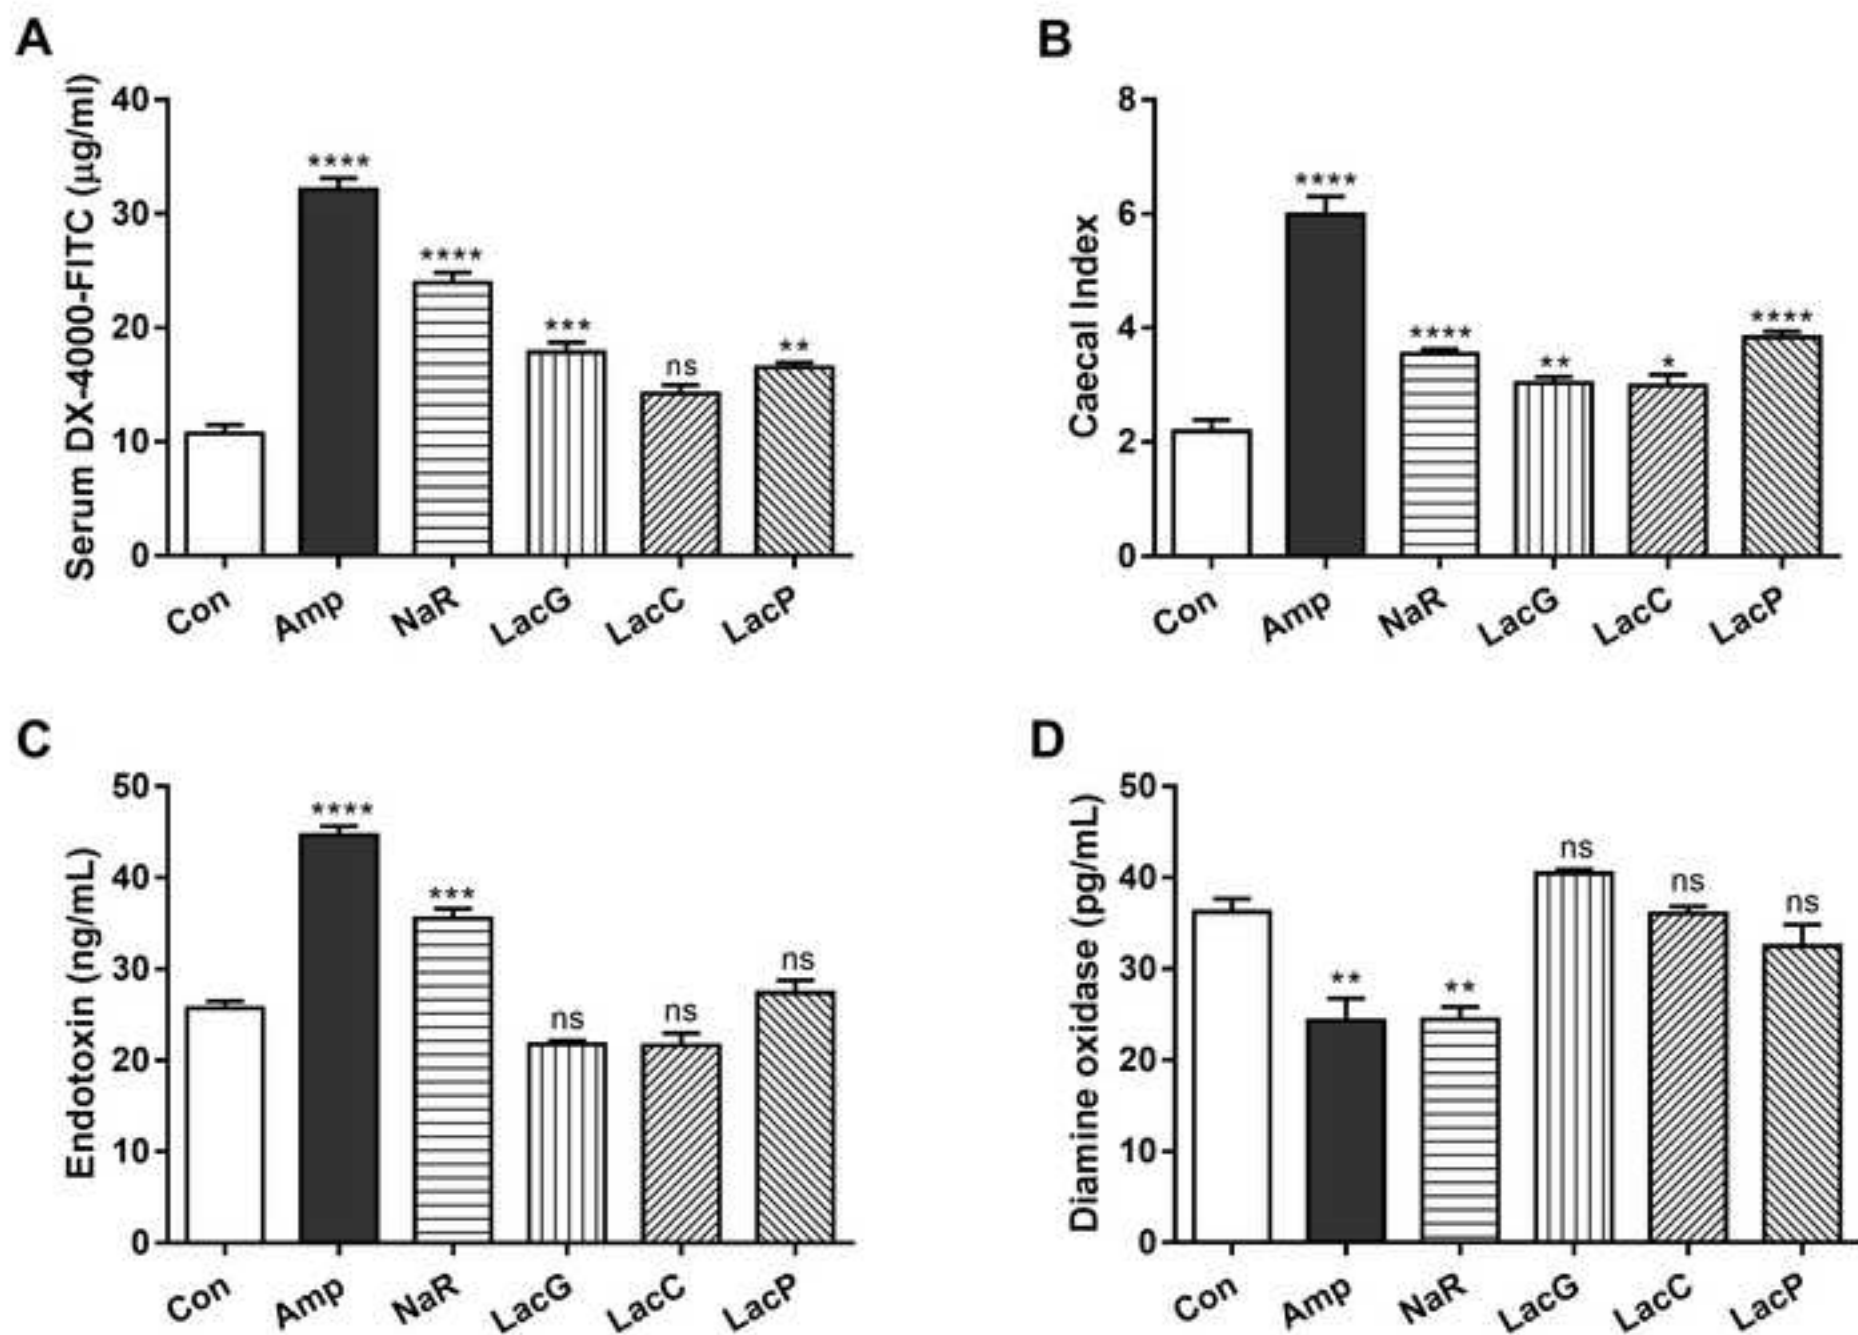 A
Serum DX-4000-FITC (μg/ml)
40
30
20
10
0
****
****
***
ns
**
Con
Amp
NaR
LacG
LacC
LacP
B
Caecal Index
8
6
4
2
0
****
****
**
*
****
Con
Amp
NaR
LacG
LacC
LacP
C
Endotoxin (ng/mL)
50
40
30
20
10
0
****
***
ns
ns
ns
Con
Amp
NaR
LacG
LacC
LacP
D
Diamine oxidase (pg/mL)
50
40
30
20
10
0
**
**
ns
ns
ns
Con
Amp
NaR
LacG
LacC
LacP